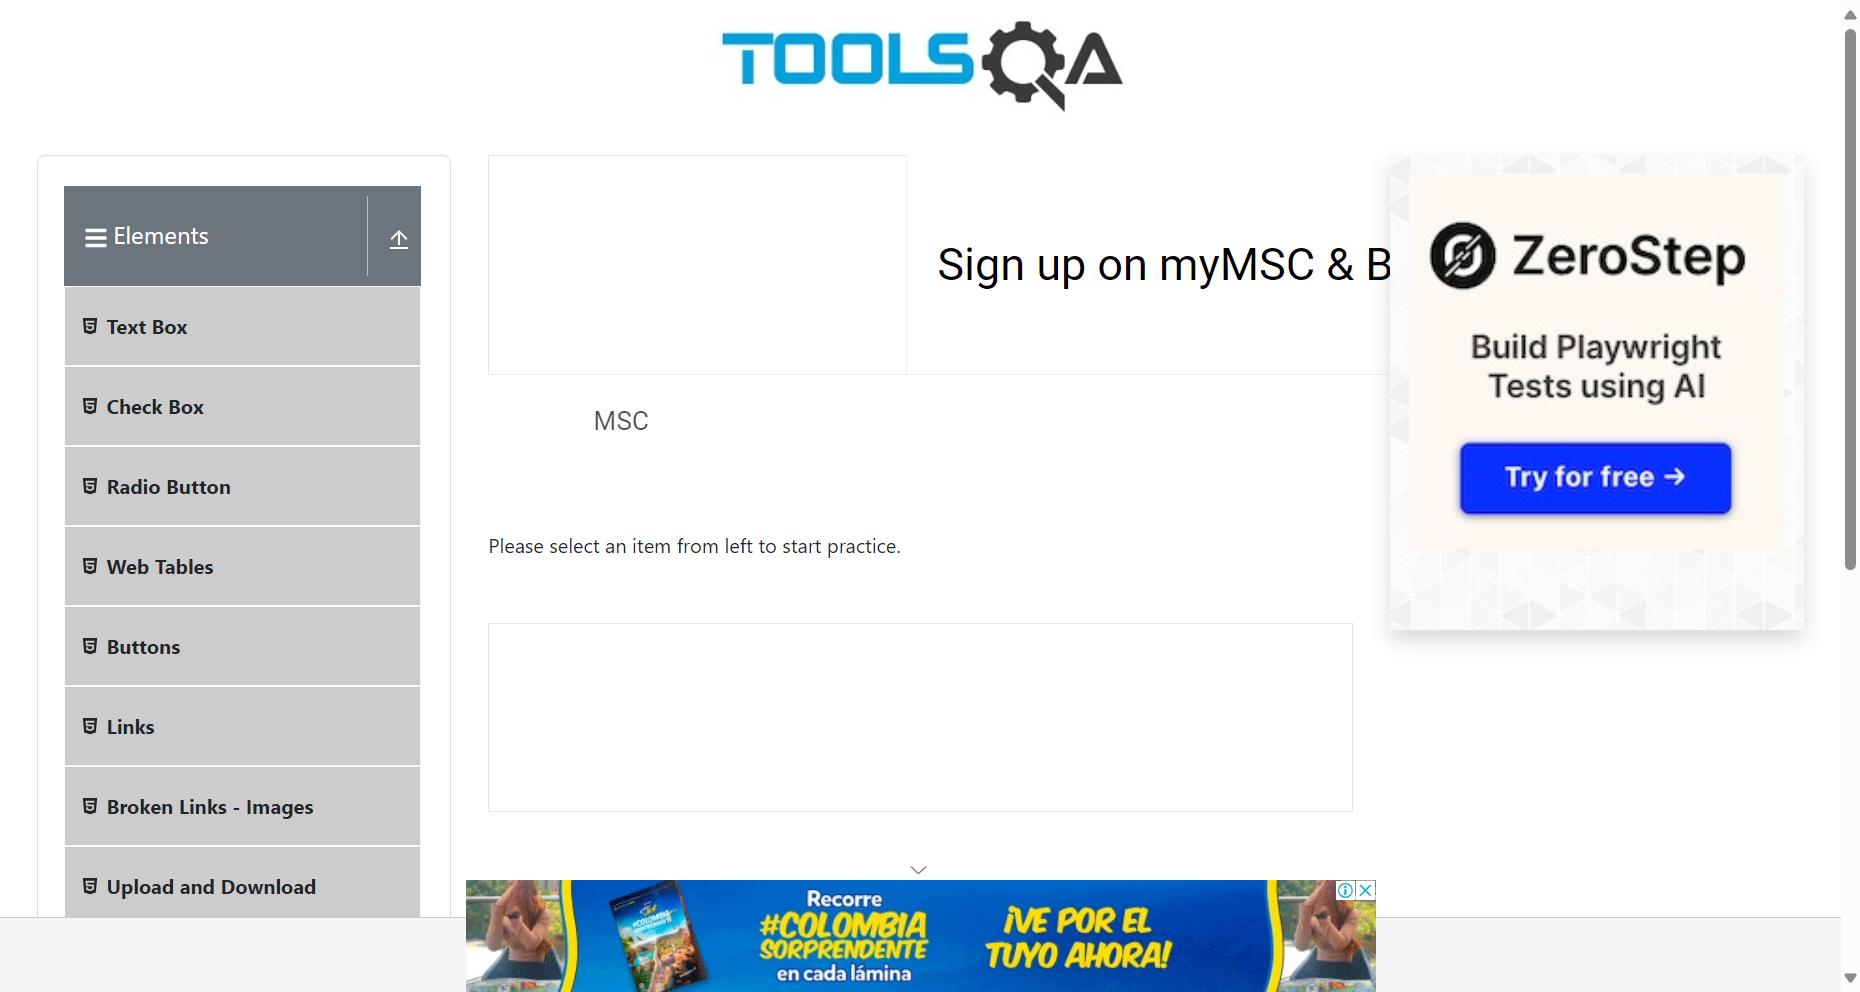 TOOLSQA
Elements
Text Box
Check Box
Radio Button
Web Tables
Buttons
Links
Broken Links - Images
Upload and Download
Sign up on myMSC & B
MSC
Please select an item from left to start practice.
ZeroStep
Build Playwright
Tests using AI
Try for free →
Recorre
#COLOMBIA
SORPRENDENTE
en cada lámina
¡VE POR EL
TUYO AHORA!